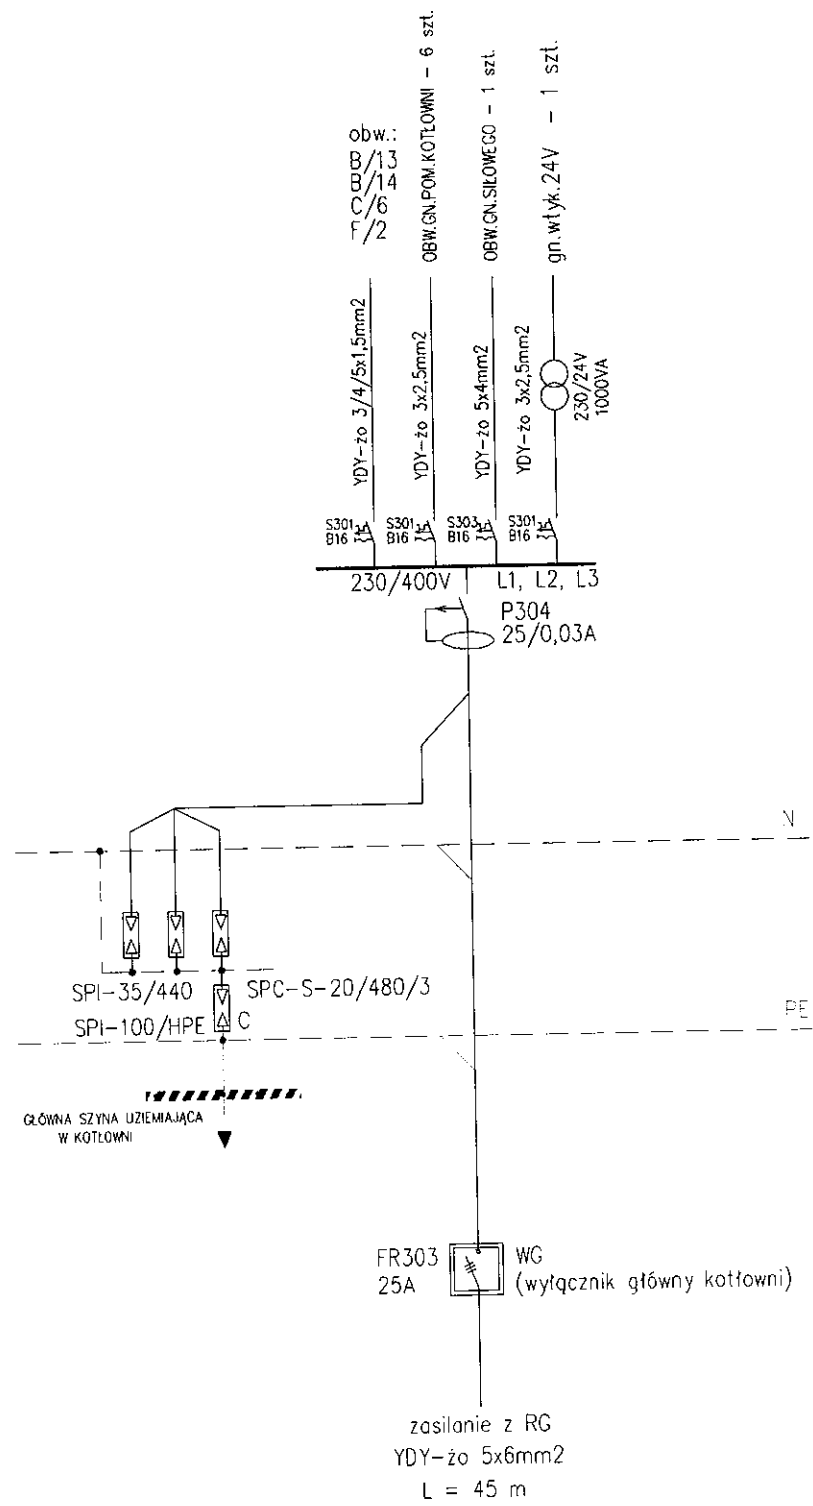 obw.:
B/13
B/14
C/6
F/2
OBW.GN.POM.KOTŁOWNI - 6 szt.
OBW.GN.SIŁOWEGO - 1 szt.
gn.wtyk.24V - 1 szt.
YDY-żo 3/4/5x1,5mm2
YDY-żo 3x2,5mm2
YDY-żo 5x4mm2
YDY-żo 3x2,5mm2
230/24V
1000VA
S301
B16
S301
B16
S303
B16
S301
B16
230/400V
L1, L2, L3
P304
25/0,03A
N
SPI-35/440
SPC-S-20/480/3
SPI-100/HPE
C
PE
GŁÓWNA SZYNA UZIEMIAJĄCA
W KOTŁOWNI
FR303
25A
WG
(wyłącznik główny kotłowni)
zasilanie z RG
YDY-żo 5x6mm2
L = 45 m